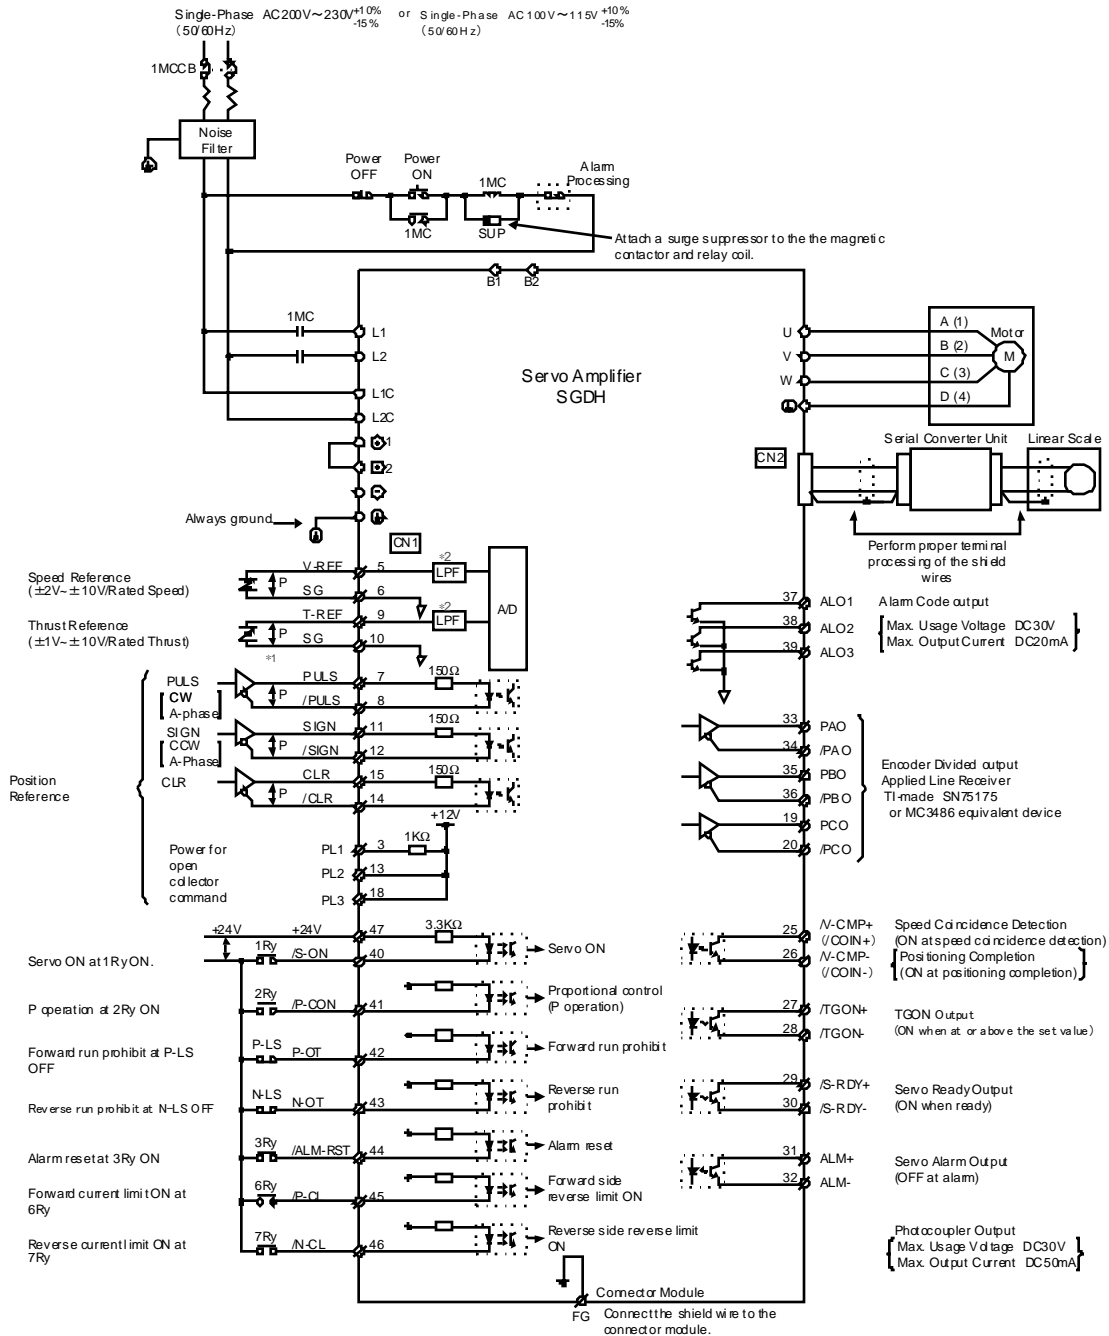 Single-Phase AC200V～230V +10% -15% or Single-Phase AC100V～115V +10% -15%
(50/60Hz) (50/60Hz)
1MCCB
Noise
Filter
Power
OFF
Power
ON
1MC
1MC
SUP
Alarm
Processing
Attach a surge suppressor to the the magnetic
contactor and relay coil.
B1 B2
1MC
L1
L2
L1C
L2C
1
2
Always ground
Servo Amplifier
SGDH
U
V
W
A (1)
B (2)
C (3)
D (4)
Motor
M
CN2
Serial Converter Unit
Linear Scale
Perform proper terminal
processing of the shield
wires
CN1
Speed Reference
(±2V~±10V/Rated Speed)
P
V-REF 5
SG 6
*2
LPF
Thrust Reference
(±1V~±10V/Rated Thrust)
P
*1
T-REF 9
SG 10
*2
LPF
A/D
Position
Reference
PULS
CW
A-phase
P
PULS 7
/PULS 8
150Ω
SIGN
CCW
A-Phase
P
SIGN 11
/SIGN 12
150Ω
CLR
P
CLR 15
/CLR 14
150Ω
+12V
Power for
open
collector
command
PL1 3 1KΩ
PL2 13
PL3 18
37 ALO1
38 ALO2
39 ALO3
Alarm Code output
Max. Usage Voltage DC30V
Max. Output Current DC20mA
33 PAO
34 /PAO
35 PBO
36 /PBO
19 PCO
20 /PCO
Encoder Divided output
Applied Line Receiver
TI-made SN75175
or MC3486 equivalent device
+24V +24V 47 3.3KΩ
Servo ON at 1Ry ON.
1Ry /S-ON 40
Servo ON
P operation at 2Ry ON
2Ry /P-CON 41
Proportional control
(P operation)
Forward run prohibit at P-LS
OFF
P-LS P-OT 42
Forward run prohibit
Reverse run prohibit at N-LS OFF
N-LS N-OT 43
Reverse run
prohibit
Alarm reset at 3Ry ON
3Ry /ALM-RST 44
Alarm reset
Forward current limit ON at
6Ry
6Ry /P-CL 45
Forward side
reverse limit ON
Reverse current limit ON at
7Ry
7Ry /N-CL 46
Reverse side reverse limit
ON
25 /V-CMP+
(/COIN+)
26 /V-CMP-
(/COIN-)
Speed Coincidence Detection
(ON at speed coincidence detection)
Positioning Completion
(ON at positioning completion)
27 /TGON+
28 /TGON-
TGON Output
(ON when at or above the set value)
29 /S-RDY+
30 /S-RDY-
Servo Ready Output
(ON when ready)
31 ALM+
32 ALM-
Servo Alarm Output
(OFF at alarm)
Photocoupler Output
Max. Usage Voltage DC30V
Max. Output Current DC50mA
FG
Connector Module
Connect the shield wire to the
connector module.